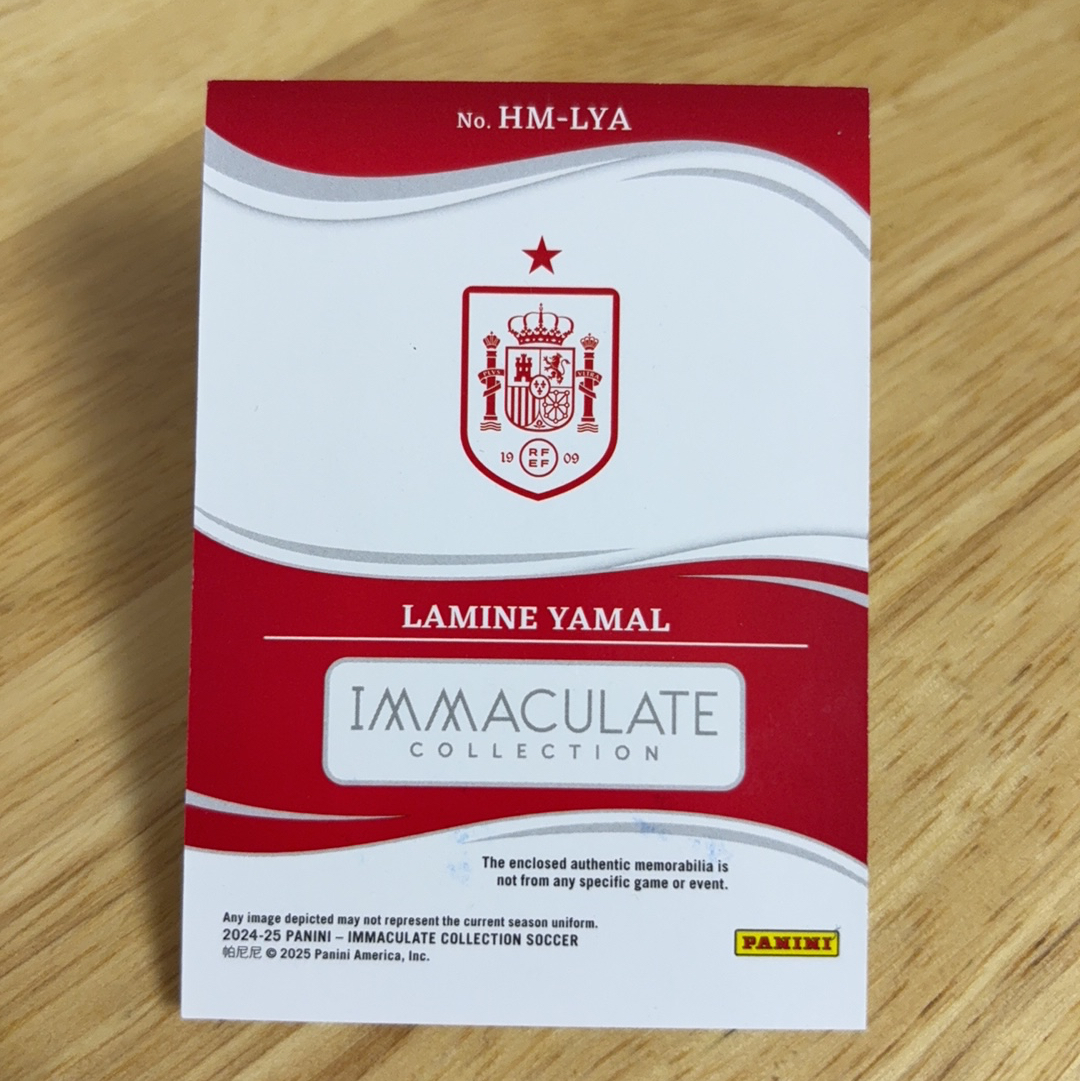 No. HM-LYA
PLVS VLTRA
19 RF EF 09
LAMINE YAMAL
IMMACULATE
COLLECTION
The enclosed authentic memorabilia is
not from any specific game or event.
Any image depicted may not represent the current season uniform.
2024-25 PANINI – IMMACULATE COLLECTION SOCCER
帕尼尼 © 2025 Panini America, Inc.
PANINI